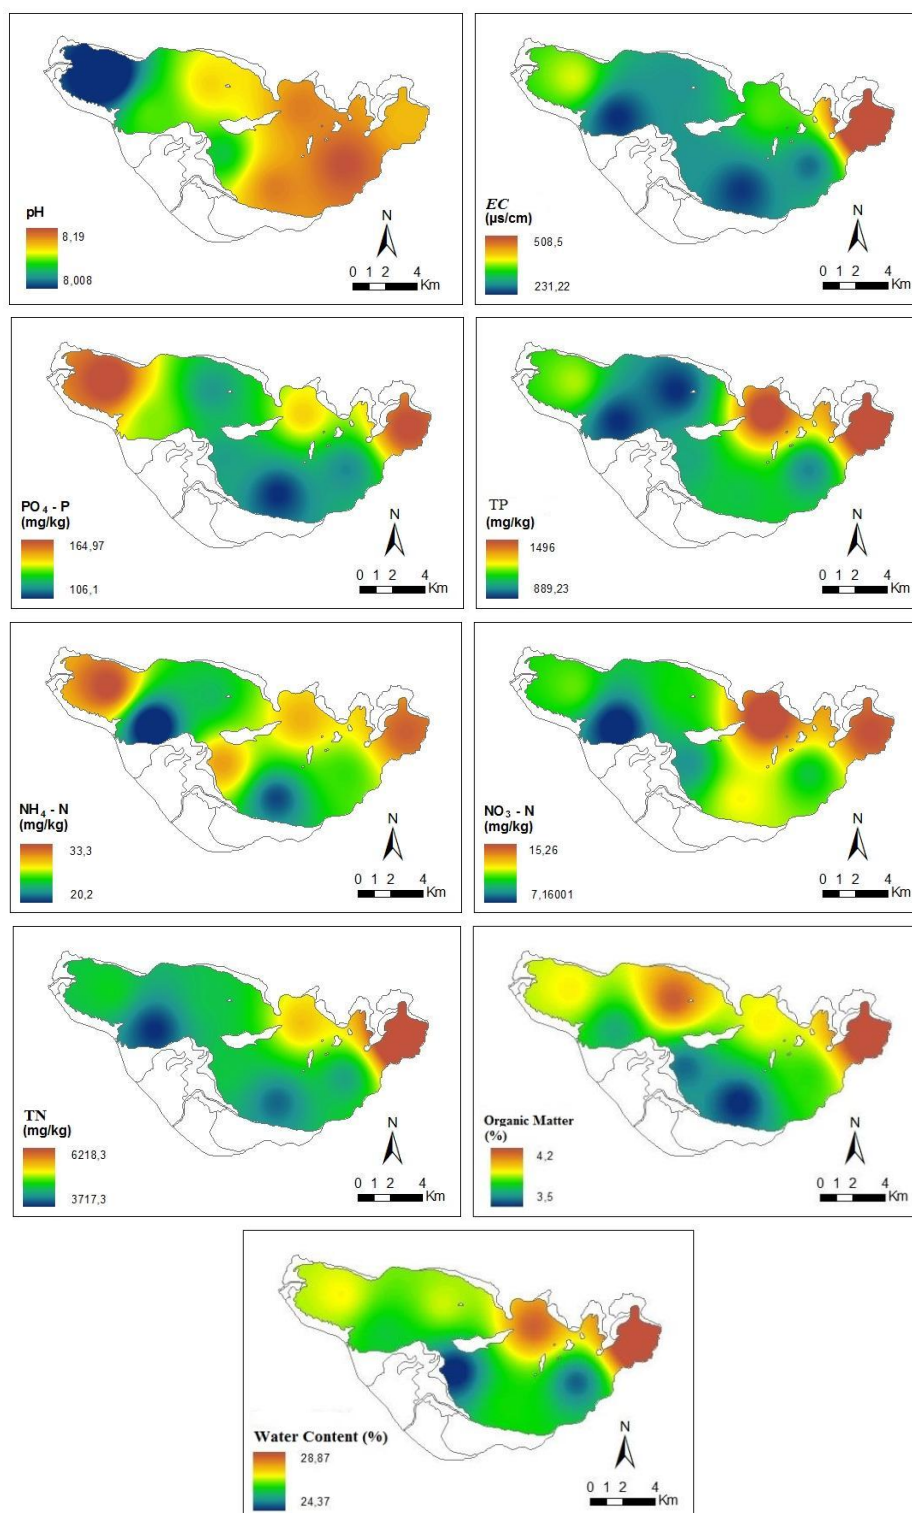 pH
8,19
8,008
N
0 1 2 4
Km
EC
(µs/cm)
508,5
231,22
N
0 1 2 4
Km
PO4 - P
(mg/kg)
164,97
106,1
N
0 1 2 4
Km
TP
(mg/kg)
1496
889,23
N
0 1 2 4
Km
NH4 - N
(mg/kg)
33,3
20,2
N
0 1 2 4
Km
NO3 - N
(mg/kg)
15,26
7,16001
N
0 1 2 4
Km
TN
(mg/kg)
6218,3
3717,3
N
0 1 2 4
Km
Organic Matter
(%)
4,2
3,5
N
0 1 2 4
Km
Water Content (%)
28,87
24,37
N
0 1 2 4
Km